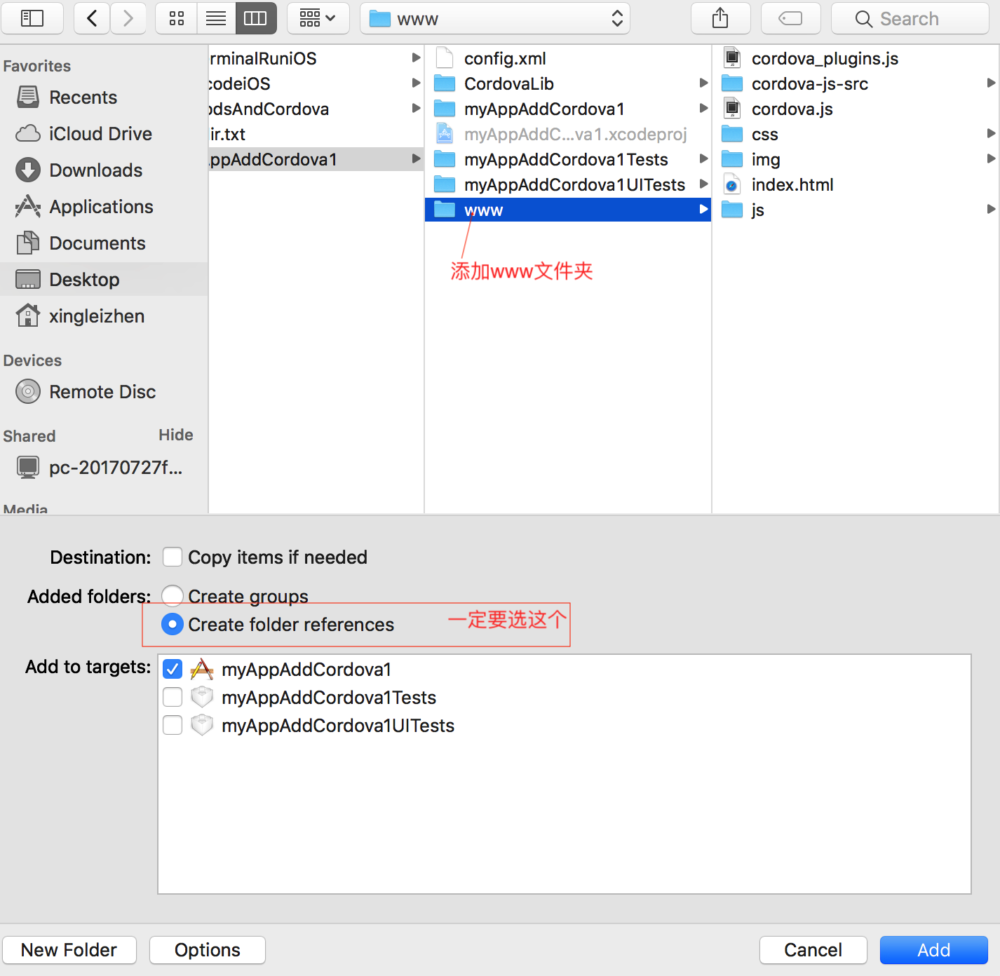 www
Search
Favorites
Recents
iCloud Drive
Downloads
Applications
Documents
Desktop
xingleizhen
Devices
Remote Disc
Shared Hide
pc-20170727f...
Media
rminalRuniOS
codeiOS
odsAndCordova
ir.txt
AppAddCordova1
config.xml
CordovaLib
myAppAddCordova1
myAppAddC...va1.xcodeproj
myAppAddCordova1Tests
myAppAddCordova1UITests
www
添加www文件夹
cordova_plugins.js
cordova-js-src
cordova.js
css
img
index.html
js
Destination: Copy items if needed
Added folders: Create groups
Create folder references 一定要选这个
Add to targets: myAppAddCordova1
myAppAddCordova1Tests
myAppAddCordova1UITests
New Folder Options Cancel Add